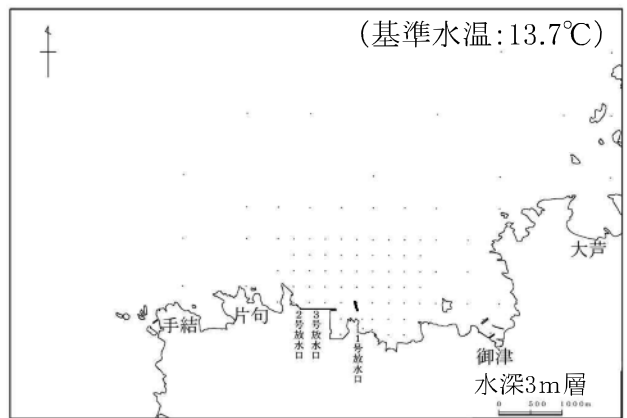 (基準水温:13.7℃)
大芦
手結
片句
2号放水口
3号放水口
1号放水口
御津
水深3m層
0 500 1000m